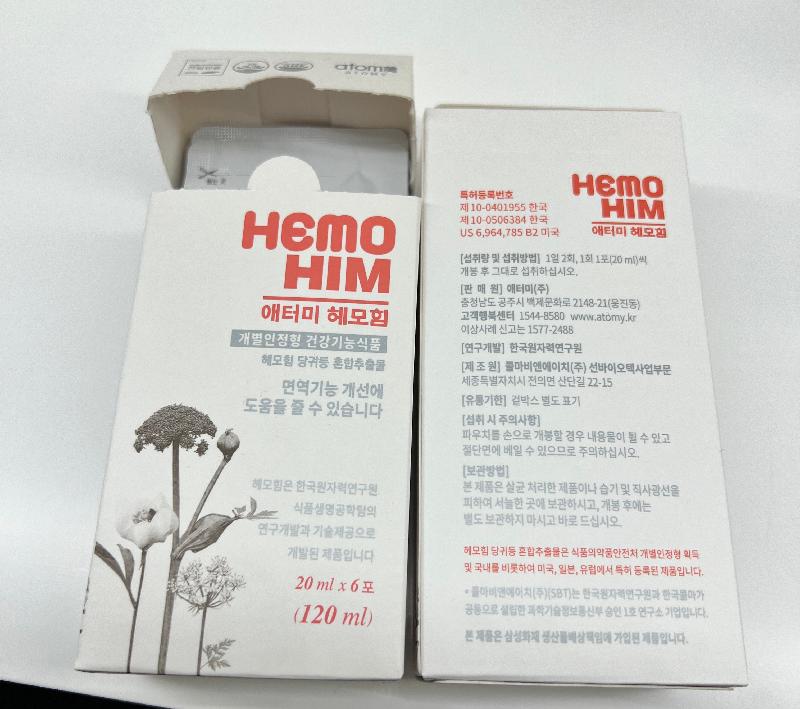 atom美
ATOMY
HEMO
HIM
애터미 헤모힘
개별인정형 건강기능식품
헤모힘 당귀등 혼합추출물
면역기능 개선에
도움을 줄 수 있습니다
헤모힘은 한국원자력연구원
식품생명공학팀의
연구개발과 기술제공으로
개발된 제품입니다
20 ml x 6포
(120 ml)
HEMO
HIM
애터미 헤모힘
특허등록번호
제10-0401955 한국
제10-0506384 한국
US 6,964,785 B2 미국
[섭취량 및 섭취방법] 1일 2회, 1회 1포(20 ml)씩
개봉 후 그대로 섭취하십시오.
[판 매 원] 애터미(주)
충청남도 공주시 백제문화로 2148-21(웅진동)
고객행복센터 1544-8580 www.atomy.kr
이상사례 신고는 1577-2488
[연구개발] 한국원자력연구원
[제 조 원] 콜마비앤에이치(주) 선바이오텍사업부문
세종특별자치시 전의면 산단길 22-15
[유통기한] 겉박스 별도 표기
[섭취 시 주의사항]
파우치를 손으로 개봉할 경우 내용물이 튈 수 있고
절단면에 베일 수 있으므로 주의하십시오.
[보관방법]
본 제품은 살균 처리한 제품이나 습기 및 직사광선을
피하여 서늘한 곳에 보관하시고, 개봉 후에는
별도 보관하지 마시고 바로 드십시오.
헤모힘 당귀등 혼합추출물은 식품의약품안전처 개별인정형 획득
및 국내를 비롯하여 미국, 일본, 유럽에서 특허 등록된 제품입니다.
* 콜마비앤에이치(주)(SBT)는 한국원자력연구원과 한국콜마가
공동으로 설립한 과학기술정보통신부 승인 1호 연구소 기업입니다.
본 제품은 삼성화재 생산물배상책임에 가입된 제품입니다.